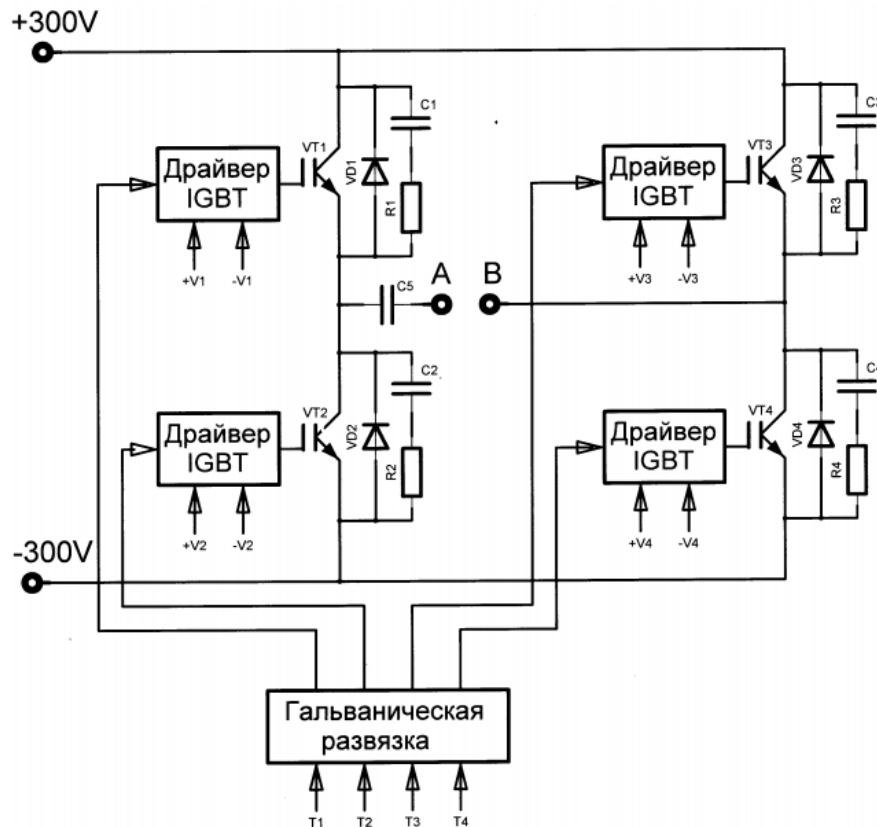 +300V
C1
C3
VT1
VT3
Драйвер
IGBT
VD1
R1
Драйвер
IGBT
VD3
R3
+V1
-V1
+V3
-V3
A
B
C5
C2
VT2
VT4
Драйвер
IGBT
VD2
R2
Драйвер
IGBT
VD4
R4
+V2
-V2
+V4
-V4
-300V
Гальваническая
развязка
T1
T2
T3
T4